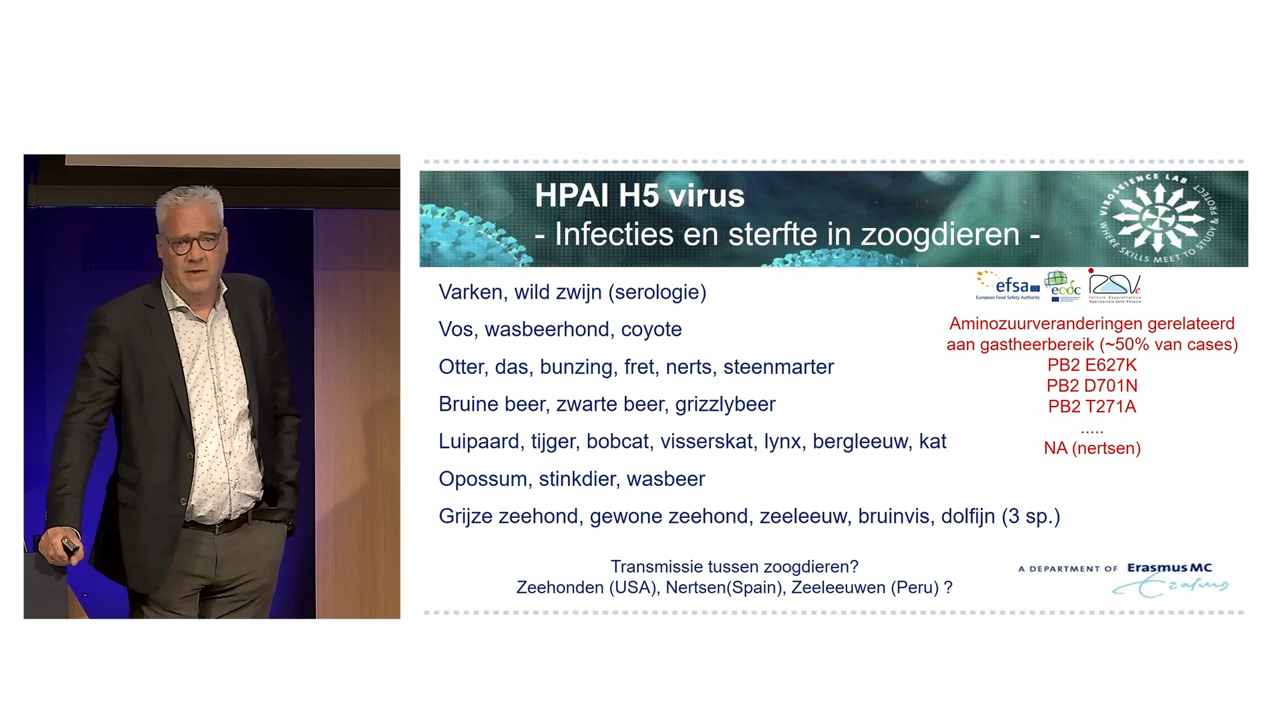 HPAI H5 virus
- Infecties en sterfte in zoogdieren -
VIROSCIENCE LAB
WHERE SKILLS MEET TO STUDY & PROTECT
Varken, wild zwijn (serologie)
Vos, wasbeerhond, coyote
Otter, das, bunzing, fret, nerts, steenmarter
Bruine beer, zwarte beer, grizzlybeer
Luipaard, tijger, bobcat, visserskat, lynx, bergleeuw, kat
Opossum, stinkdier, wasbeer
Grijze zeehond, gewone zeehond, zeeleeuw, bruinvis, dolfijn (3 sp.)
efsa
European Food Safety Authority
ecdc
Aminozuurveranderingen gerelateerd
aan gastheerbereik (~50% van cases)
PB2 E627K
PB2 D701N
PB2 T271A
.....
NA (nertsen)
Transmissie tussen zoogdieren?
Zeehonden (USA), Nertsen(Spain), Zeeleeuwen (Peru) ?
A DEPARTMENT OF Erasmus MC
Erasmus